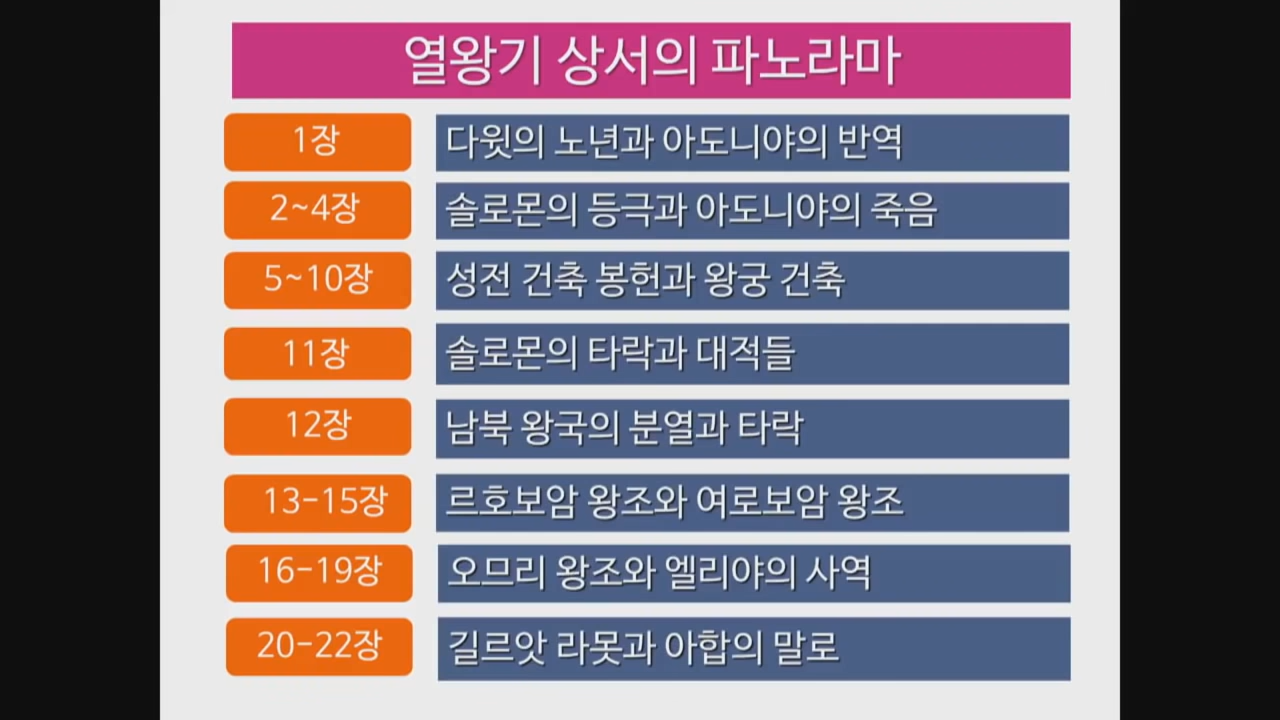 열왕기 상서의 파노라마
1장 다윗의 노년과 아도니야의 반역
2~4장 솔로몬의 등극과 아도니야의 죽음
5~10장 성전 건축 봉헌과 왕궁 건축
11장 솔로몬의 타락과 대적들
12장 남북 왕국의 분열과 타락
13-15장 르호보암 왕조와 여로보암 왕조
16-19장 오므리 왕조와 엘리야의 사역
20-22장 길르앗 라못과 아합의 말로